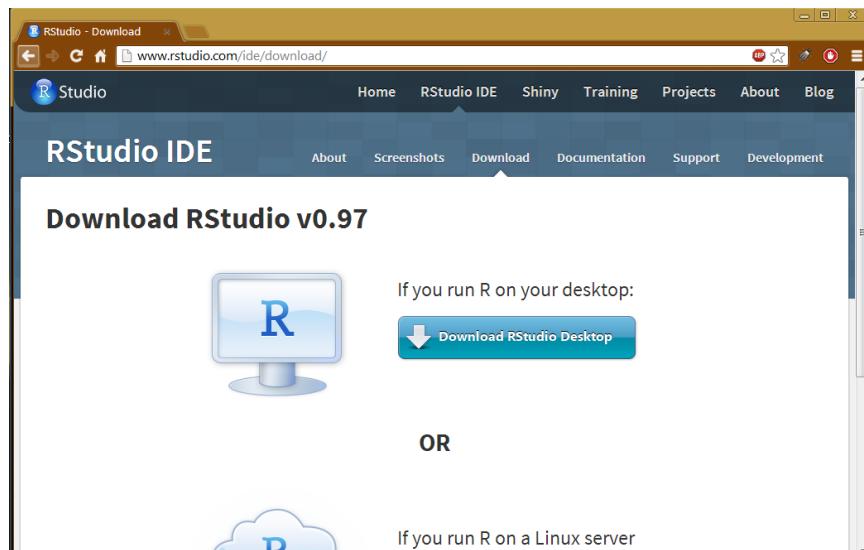 RStudio - Download
www.rstudio.com/ide/download/
ABP
R Studio
Home RStudio IDE Shiny Training Projects About Blog
RStudio IDE
About Screenshots Download Documentation Support Development
Download RStudio v0.97
R
If you run R on your desktop:
Download RStudio Desktop
OR
R
If you run R on a Linux server